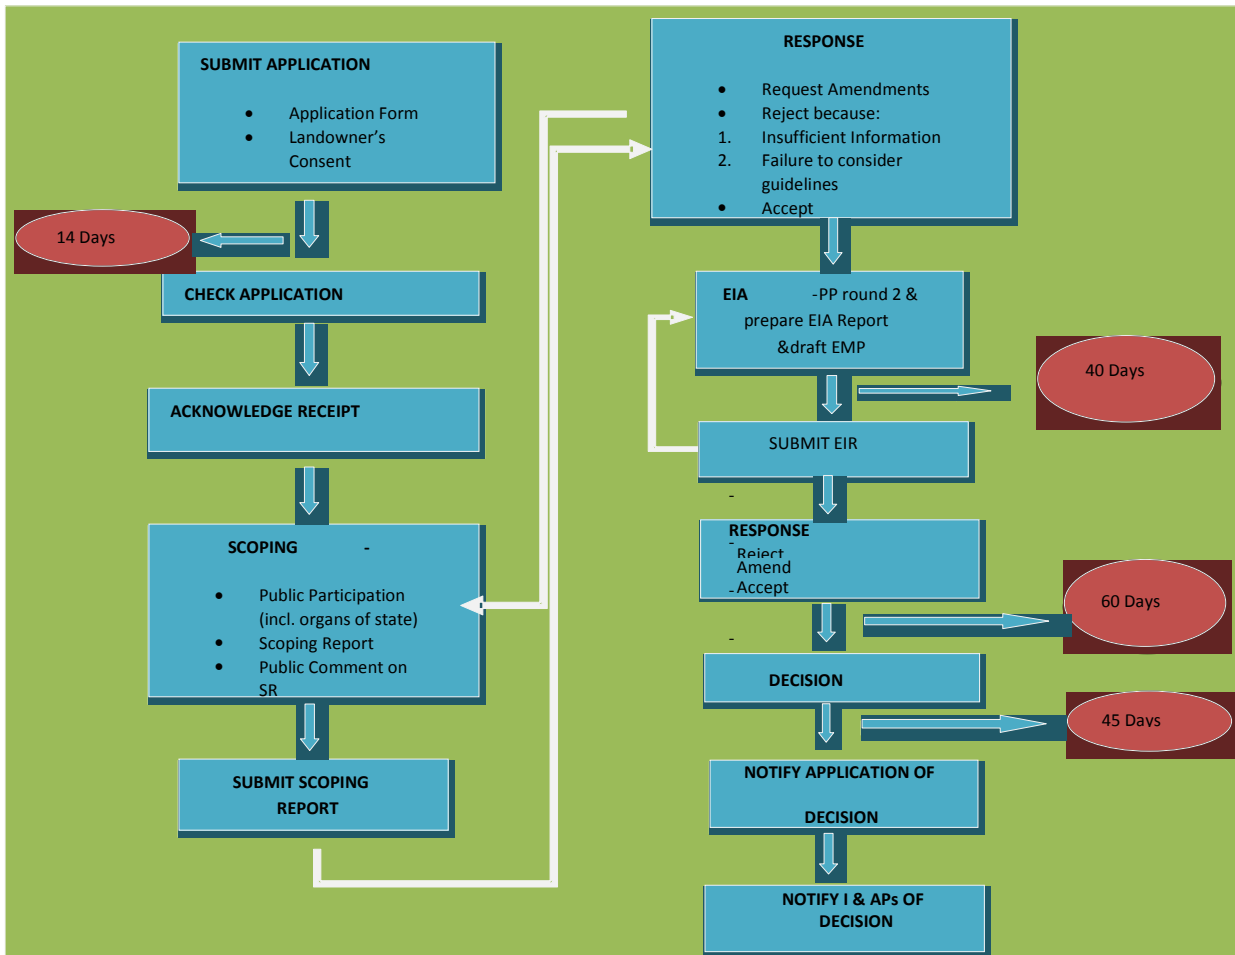 SUBMIT APPLICATION
• Application Form
• Landowner's
Consent
14 Days
CHECK APPLICATION
ACKNOWLEDGE RECEIPT
SCOPING -
• Public Participation
(incl. organs of state)
• Scoping Report
• Public Comment on
SR
SUBMIT SCOPING
REPORT
RESPONSE
• Request Amendments
• Reject because:
1. Insufficient Information
2. Failure to consider
guidelines
• Accept
EIA -PP round 2 &
prepare EIA Report
&draft EMP
40 Days
SUBMIT EIR
-
RESPONSE
-
Reject
Amend
Accept
-
60 Days
-
DECISION
45 Days
NOTIFY APPLICATION OF
DECISION
NOTIFY I & APs OF
DECISION